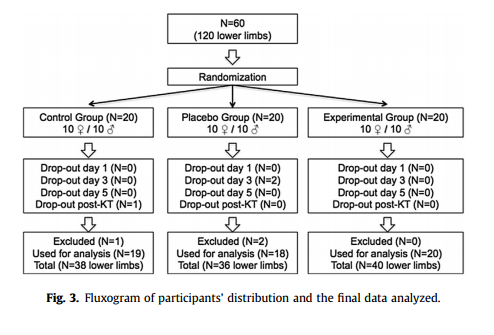 N=60
(120 lower limbs)
Randomization
Control Group (N=20)
10 ♀ / 10 ♂
Placebo Group (N=20)
10 ♀ / 10 ♂
Experimental Group (N=20)
10 ♀ / 10 ♂
Drop-out day 1 (N=0)
Drop-out day 3 (N=0)
Drop-out day 5 (N=0)
Drop-out post-KT (N=1)
Drop-out day 1 (N=0)
Drop-out day 3 (N=2)
Drop-out day 5 (N=0)
Drop-out post-KT (N=0)
Drop-out day 1 (N=0)
Drop-out day 3 (N=0)
Drop-out day 5 (N=0)
Drop-out post-KT (N=0)
Excluded (N=1)
Used for analysis (N=19)
Total (N=38 lower limbs)
Excluded (N=2)
Used for analysis (N=18)
Total (N=36 lower limbs)
Excluded (N=0)
Used for analysis (N=20)
Total (N=40 lower limbs)
Fig. 3. Fluxogram of participants' distribution and the final data analyzed.